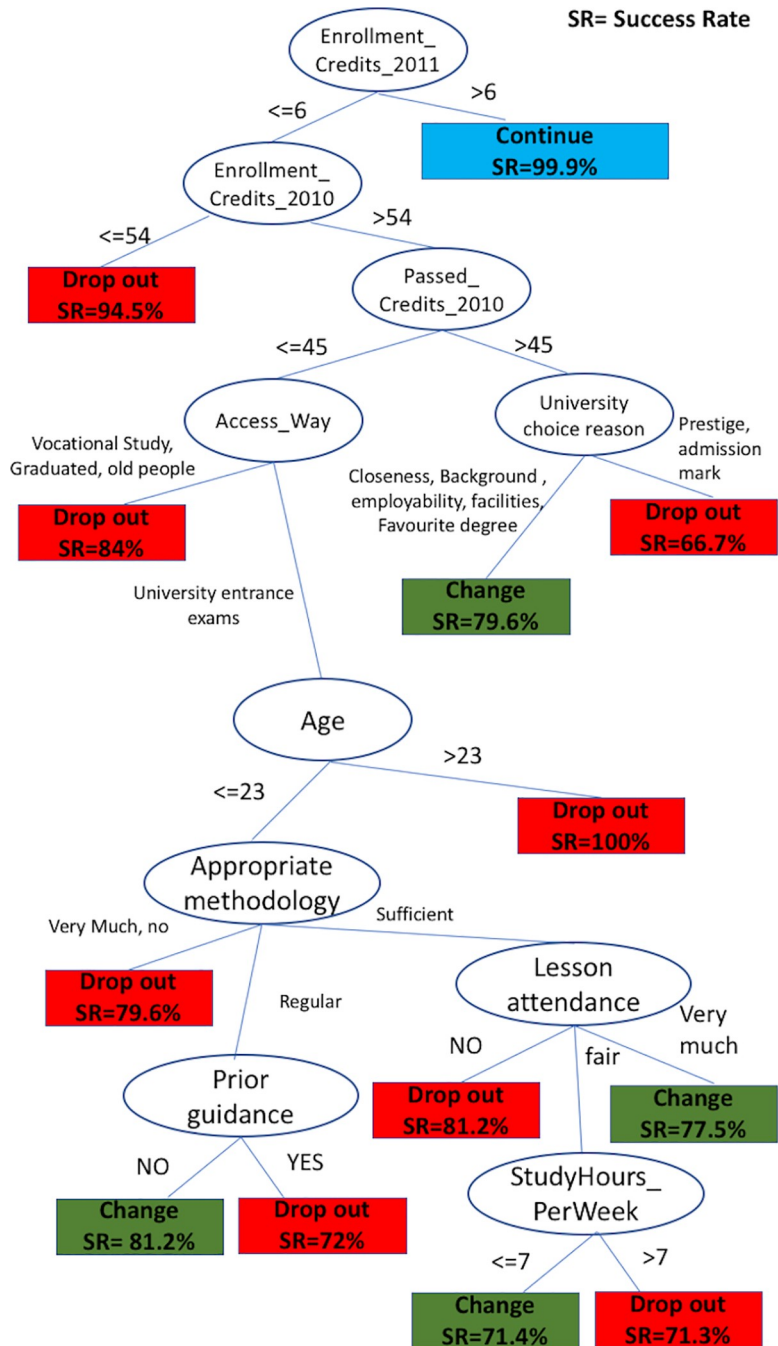 SR= Success Rate
Enrollment_
Credits_2011
<=6
>6
Continue
SR=99.9%
Enrollment_
Credits_2010
<=54
>54
Drop out
SR=94.5%
Passed_
Credits_2010
<=45
>45
Access_Way
University
choice reason
Vocational Study,
Graduated, old people
Prestige,
admission
mark
Closeness, Background ,
employability, facilities,
Favourite degree
Drop out
SR=84%
Drop out
SR=66.7%
University entrance
exams
Change
SR=79.6%
Age
<=23
>23
Drop out
SR=100%
Appropriate
methodology
Very Much, no
Sufficient
Drop out
SR=79.6%
Regular
Lesson
attendance
NO
fair
Very
much
Prior
guidance
Drop out
SR=81.2%
Change
SR=77.5%
NO
YES
StudyHours_
PerWeek
Change
SR= 81.2%
Drop out
SR=72%
<=7
>7
Change
SR=71.4%
Drop out
SR=71.3%